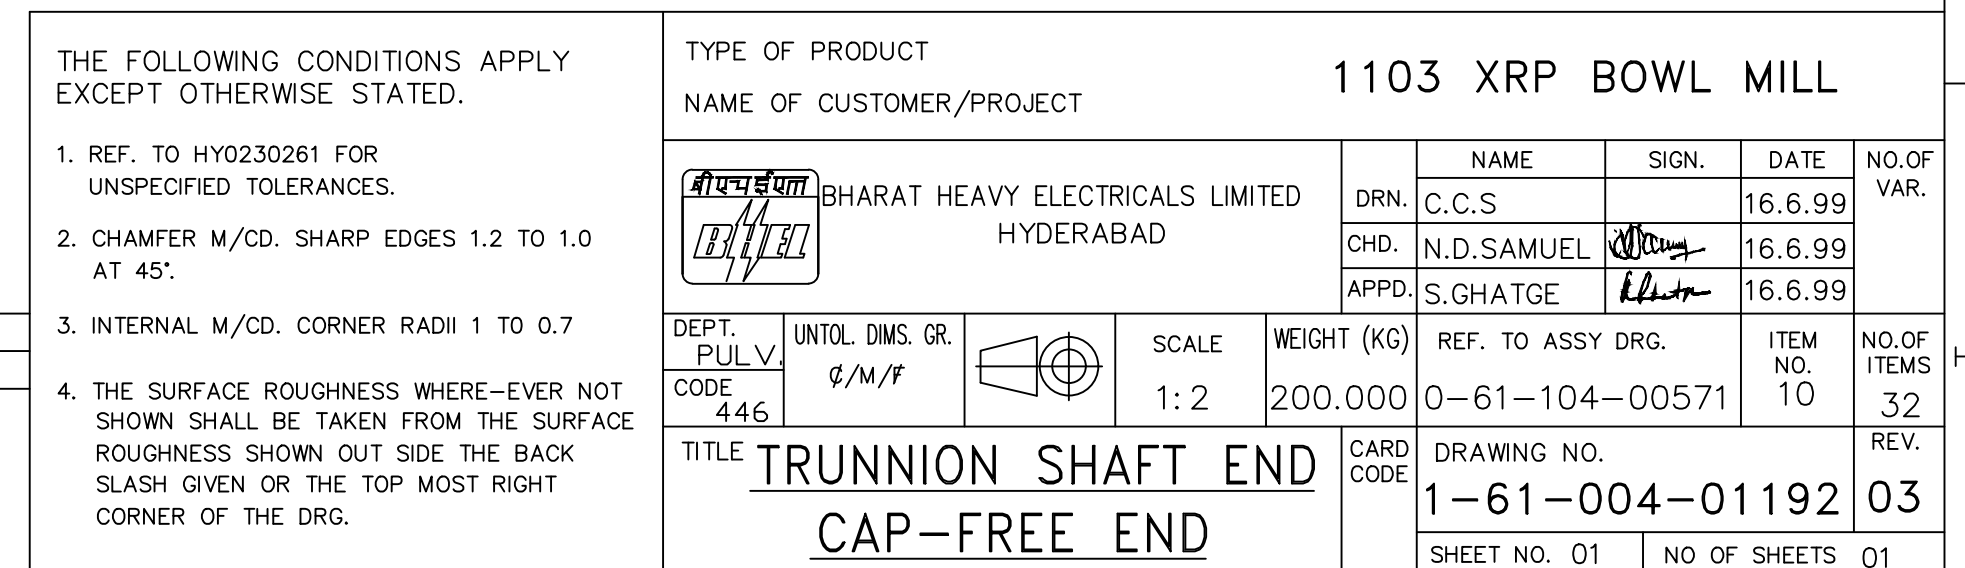 THE FOLLOWING CONDITIONS APPLY
EXCEPT OTHERWISE STATED.
1. REF. TO HY0230261 FOR
UNSPECIFIED TOLERANCES.
2. CHAMFER M/CD. SHARP EDGES 1.2 TO 1.0
AT 45°.
3. INTERNAL M/CD. CORNER RADII 1 TO 0.7
4. THE SURFACE ROUGHNESS WHERE-EVER NOT
SHOWN SHALL BE TAKEN FROM THE SURFACE
ROUGHNESS SHOWN OUT SIDE THE BACK
SLASH GIVEN OR THE TOP MOST RIGHT
CORNER OF THE DRG.
TYPE OF PRODUCT
NAME OF CUSTOMER/PROJECT
1103 XRP BOWL MILL
बीएचईएल
BHEL
BHARAT HEAVY ELECTRICALS LIMITED
HYDERABAD
NAME SIGN. DATE
DRN. C.C.S 16.6.99
CHD. N.D.SAMUEL 16.6.99
APPD. S.GHATGE 16.6.99
NO.OF
VAR.
DEPT.
PULV.
CODE
446
UNTOL. DIMS. GR.
/M/
SCALE
1:2
WEIGHT (KG)
200.000
REF. TO ASSY DRG.
0-61-104-00571
ITEM
NO.
10
NO.OF
ITEMS
32
TITLE TRUNNION SHAFT END
CAP-FREE END
CARD
CODE
DRAWING NO.
1-61-004-01192
REV.
03
SHEET NO. 01
NO OF SHEETS 01